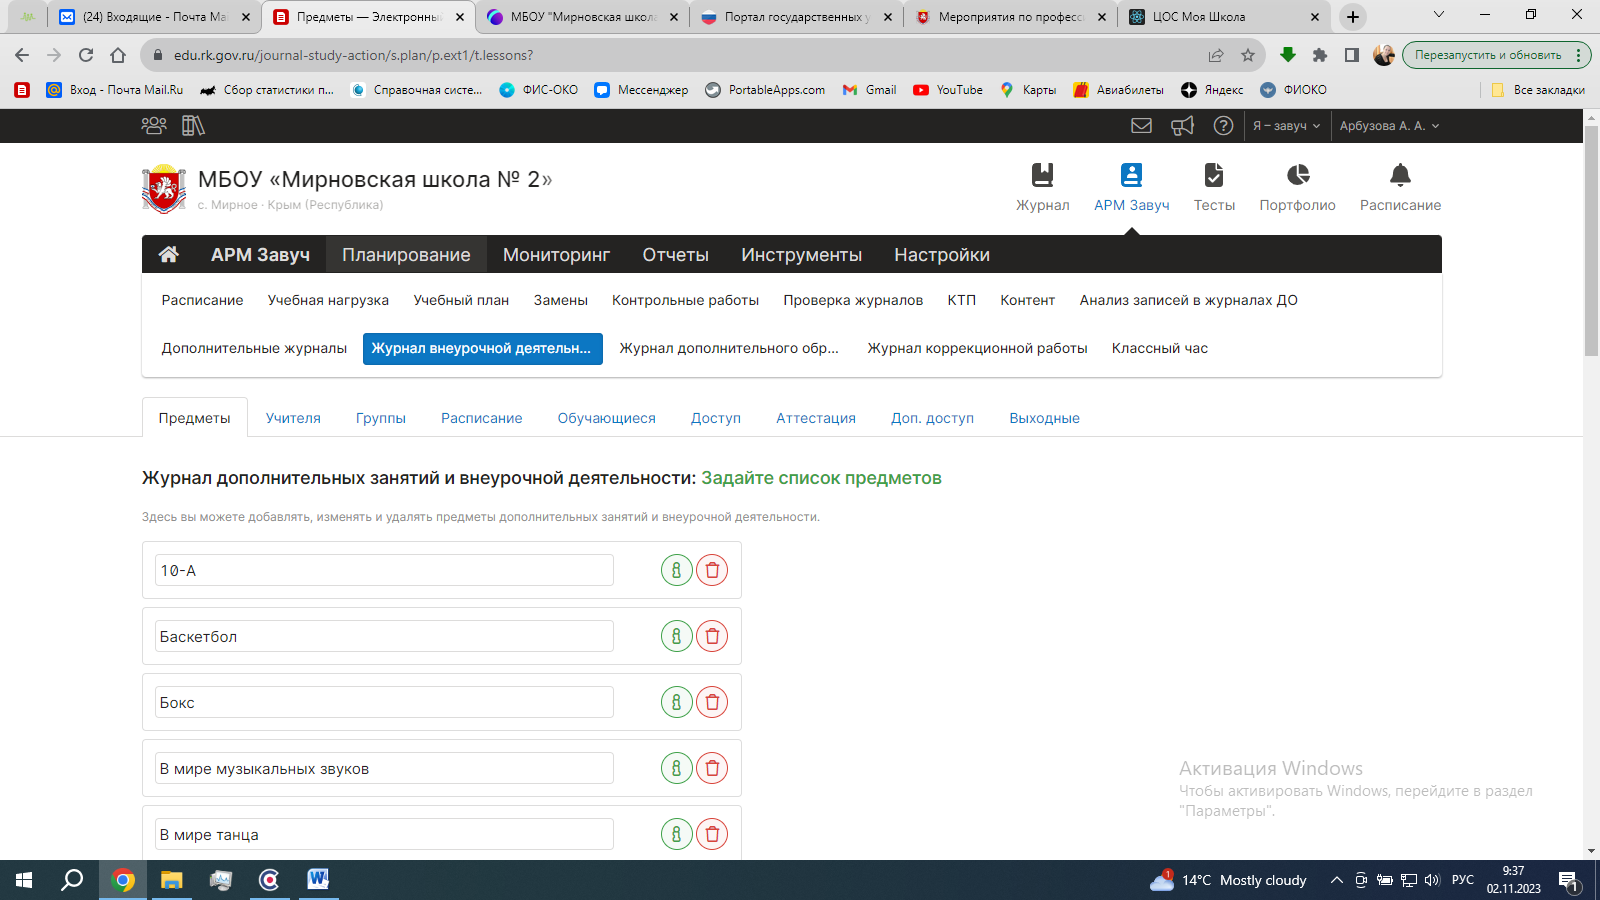 (24) Входящие - Почта Mai
Предметы — Электронный
МБОУ "Мирновская школа
Портал государственных у
Мероприятия по професс
ЦОС Моя Школа
edu.rk.gov.ru/journal-study-action/s.plan/p.ext1/t.lessons?
Перезапустить и обновить
Вход - Почта Mail.Ru
Сбор статистики п...
Справочная систе...
ФИС-ОКО
Мессенджер
PortableApps.com
Gmail
YouTube
Карты
Авиабилеты
Яндекс
ФИОКО
Все закладки
Я – завуч
Арбузова А. А.
МБОУ «Мирновская школа № 2»
с. Мирное · Крым (Республика)
Журнал
АРМ Завуч
Тесты
Портфолио
Расписание
АРМ Завуч
Планирование
Мониторинг
Отчеты
Инструменты
Настройки
Расписание
Учебная нагрузка
Учебный план
Замены
Контрольные работы
Проверка журналов
КТП
Контент
Анализ записей в журналах ДО
Дополнительные журналы
Журнал внеурочной деятельн...
Журнал дополнительного обр...
Журнал коррекционной работы
Классный час
Предметы
Учителя
Группы
Расписание
Обучающиеся
Доступ
Аттестация
Доп. доступ
Выходные
Журнал дополнительных занятий и внеурочной деятельности: Задайте список предметов
Здесь вы можете добавлять, изменять и удалять предметы дополнительных занятий и внеурочной деятельности.
10-А
Баскетбол
Бокс
В мире музыкальных звуков
В мире танца
Активация Windows
Чтобы активировать Windows, перейдите в раздел
"Параметры".
1
14°C Mostly cloudy
РУС
9:37
02.11.2023
1